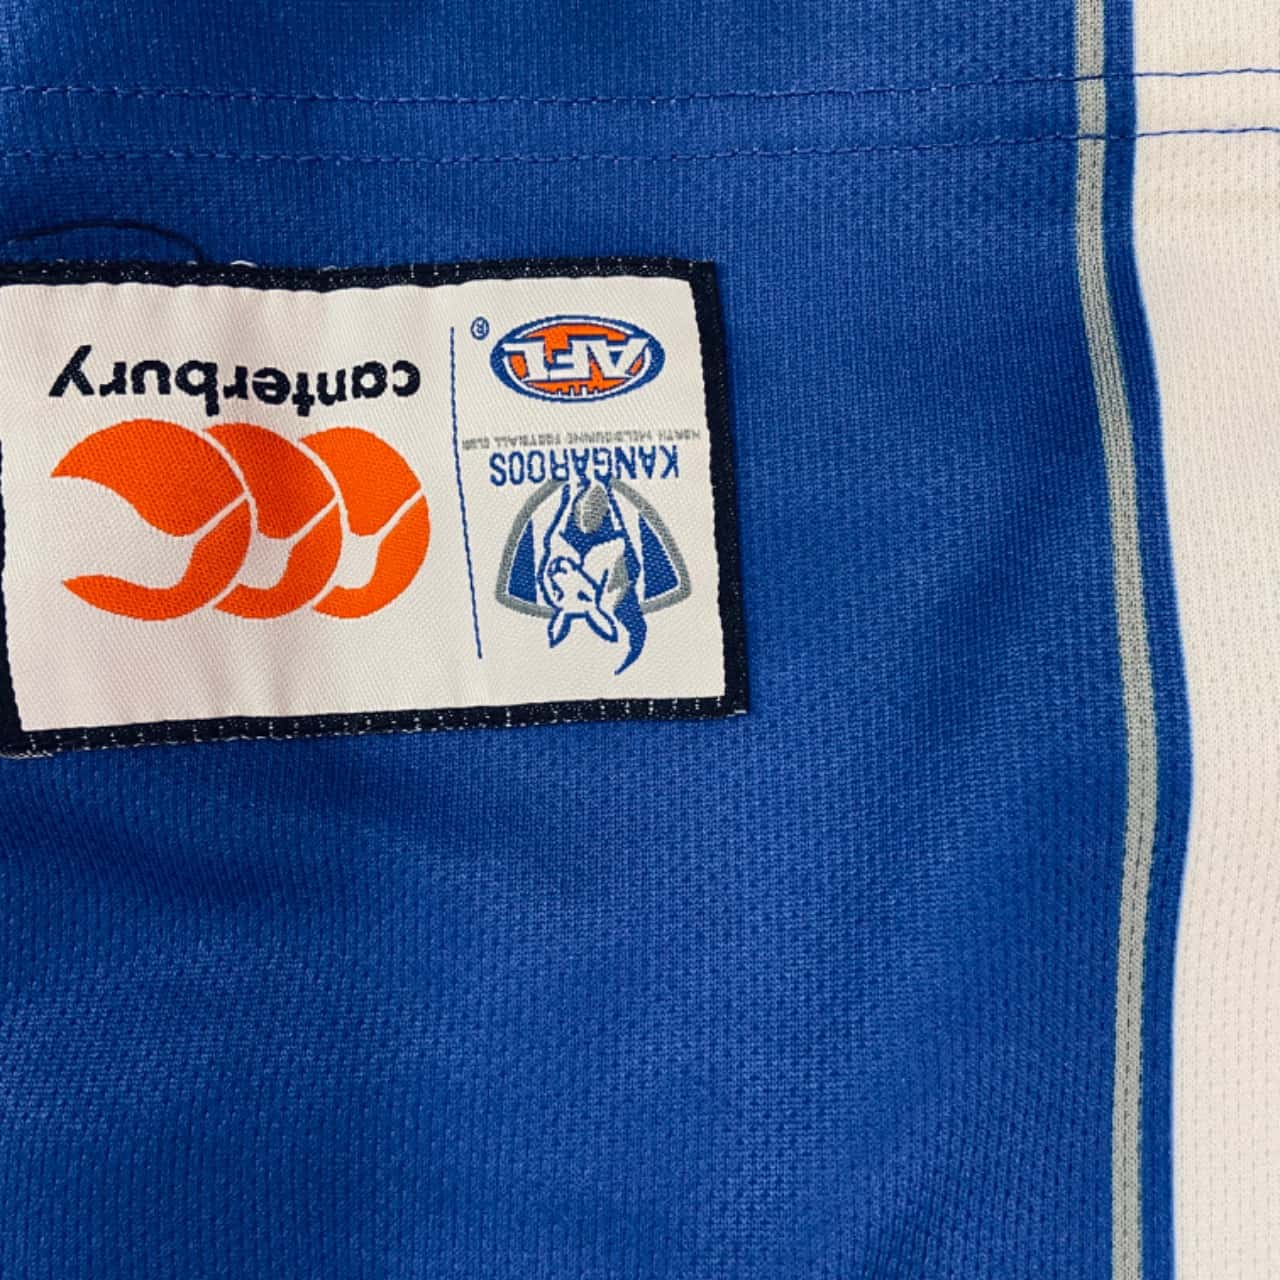 KANGAROOS
NORTH MELBOURNE FOOTBALL CLUB
AFL
®
canterbury